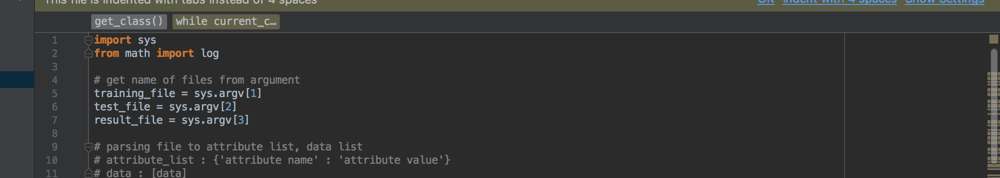 This file is indented with tabs instead of 4 spaces OK Indent with 4 spaces Show Settings
get_class() while current_c…
1 import sys
2 from math import log
3
4 # get name of files from argument
5 training_file = sys.argv[1]
6 test_file = sys.argv[2]
7 result_file = sys.argv[3]
8
9 # parsing file to attribute list, data list
10 # attribute_list : {'attribute name' : 'attribute value'}
11 # data : [data]